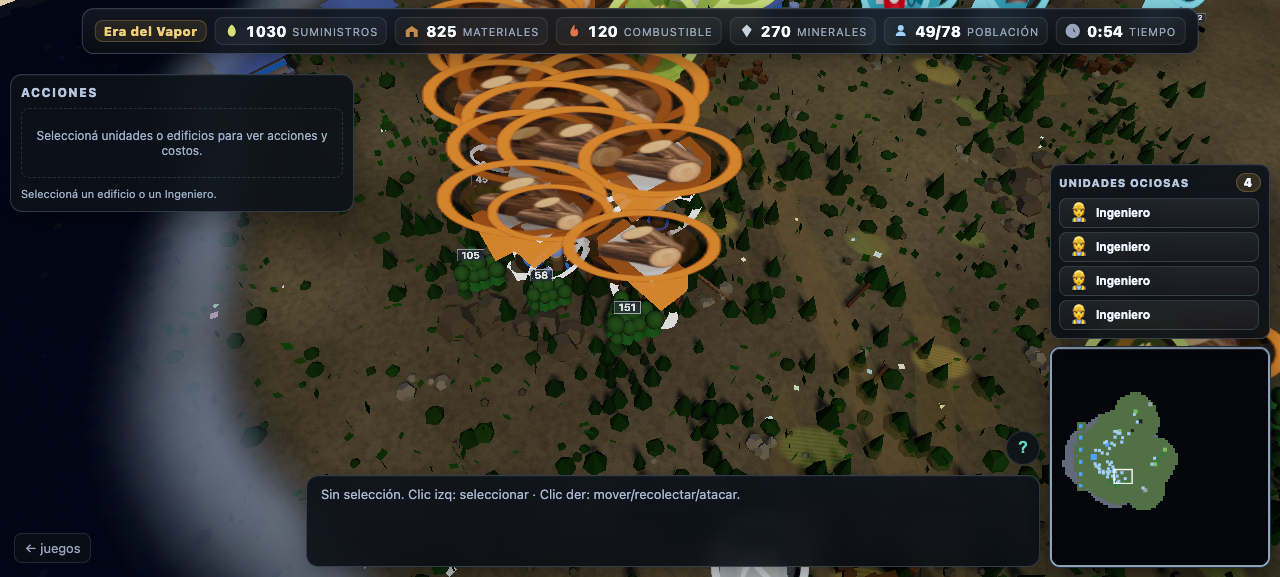 Era del Vapor
1030 SUMINISTROS
825 MATERIALES
120 COMBUSTIBLE
270 MINERALES
49/78 POBLACIÓN
0:54 TIEMPO
ACCIONES
Seleccioná unidades o edificios para ver acciones y
costos.
Seleccioná un edificio o un Ingeniero.
105
58
151
UNIDADES OCIOSAS 4
Ingeniero
Ingeniero
Ingeniero
Ingeniero
?
Sin selección. Clic izq: seleccionar · Clic der: mover/recolectar/atacar.
← juegos